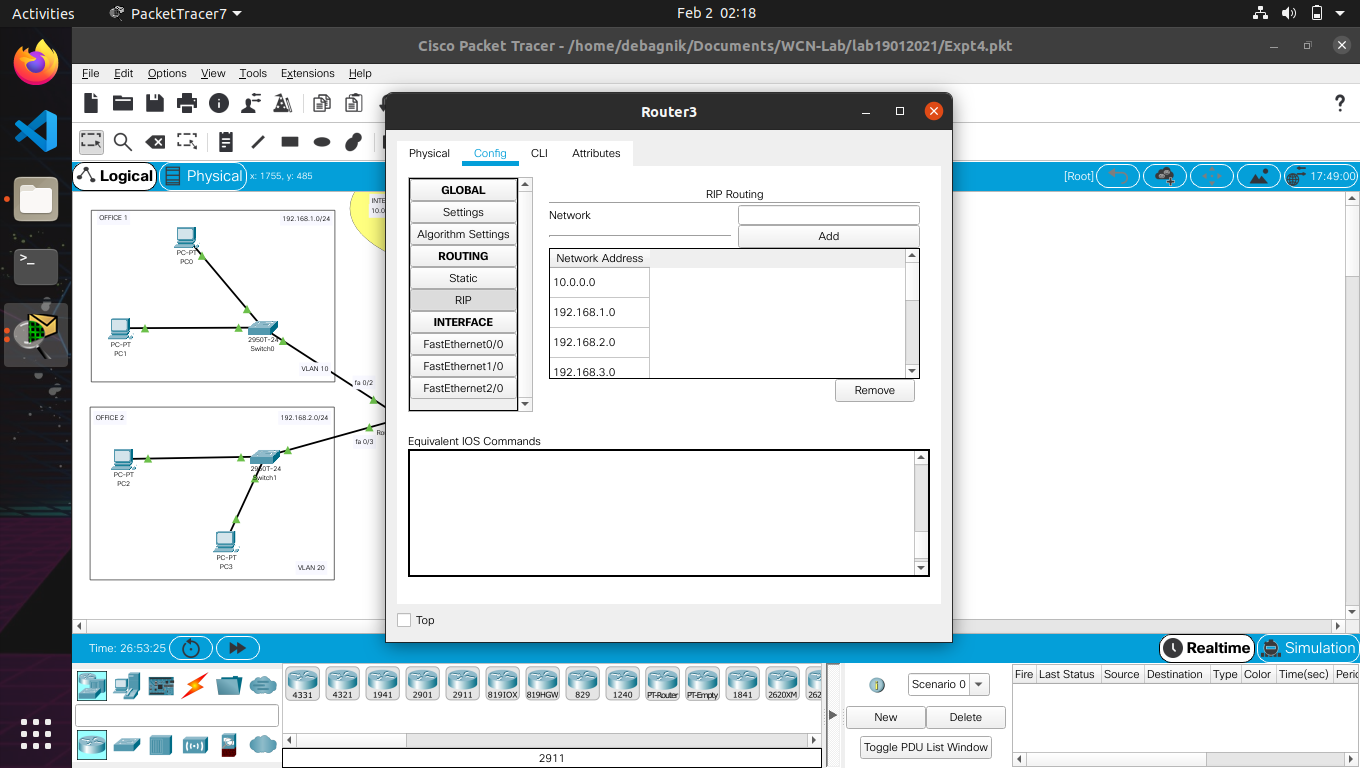 Activities
PacketTracer7
Feb 2 02:18
Cisco Packet Tracer - /home/debagnik/Documents/WCN-Lab/lab19012021/Expt4.pkt
File Edit Options View Tools Extensions Help
?
Router3
Physical Config CLI Attributes
Logical
Physical
x: 1755, y: 485
[Root]
17:49:00
GLOBAL
Settings
Algorithm Settings
ROUTING
Static
RIP
INTERFACE
FastEthernet0/0
FastEthernet1/0
FastEthernet2/0
RIP Routing
Network
Add
Network Address
10.0.0.0
192.168.1.0
192.168.2.0
192.168.3.0
Remove
Equivalent IOS Commands
Top
OFFICE 1
192.168.1.0/24
PC-PT
PC0
PC-PT
PC1
2950T-24
Switch0
VLAN 10
INTE
10.0
fa 0/2
Ro
fa 0/3
OFFICE 2
192.168.2.0/24
PC-PT
PC2
2950T-24
Switch1
PC-PT
PC3
VLAN 20
Time: 26:53:25
Realtime
Simulation
4331 4321 1941 2901 2911 819IOX 819HGW 829 1240 PT-Router PT-Empty 1841 2620XM 262
2911
Scenario 0
New Delete
Toggle PDU List Window
Fire Last Status Source Destination Type Color Time(sec) Perio